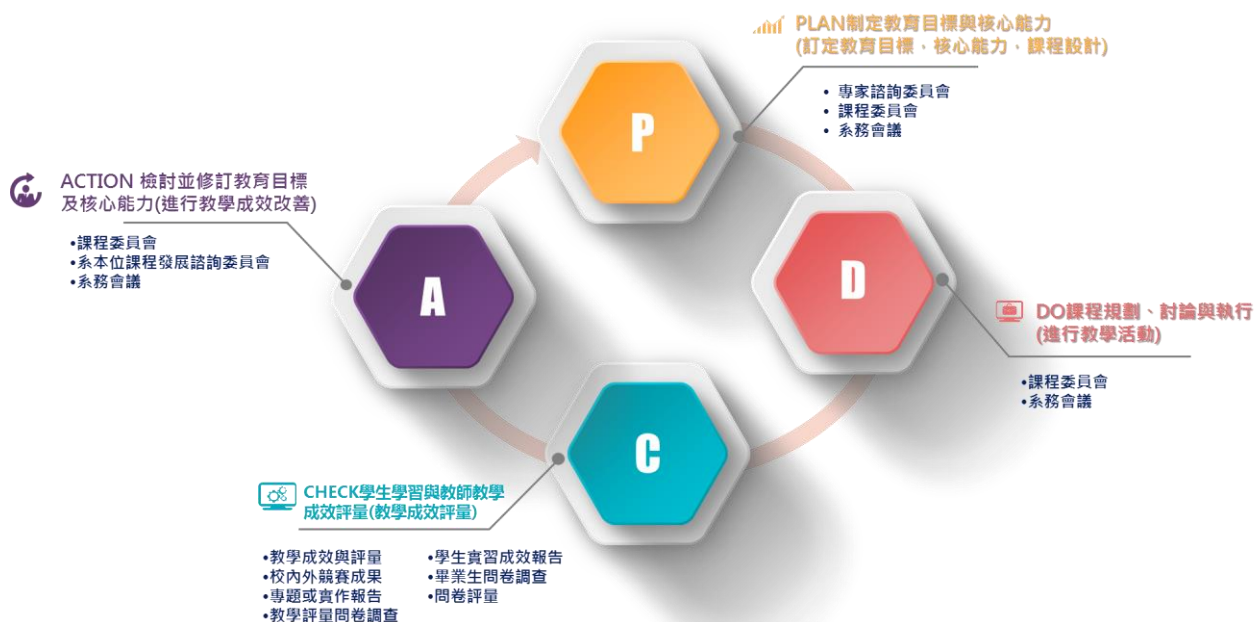 PLAN制定教育目標與核心能力
(訂定教育目標、核心能力、課程設計)
• 專家諮詢委員會
• 課程委員會
• 系務會議
P
ACTION 檢討並修訂教育目標
及核心能力(進行教學成效改善)
•課程委員會
•系本位課程發展諮詢委員會
•系務會議
A
D
DO課程規劃、討論與執行
(進行教學活動)
•課程委員會
•系務會議
C
CHECK學生學習與教師教學
成效評量(教學成效評量)
•教學成效與評量
•校內外競賽成果
•專題或實作報告
•教學評量問卷調查
•學生實習成效報告
•畢業生問卷調查
•問卷評量